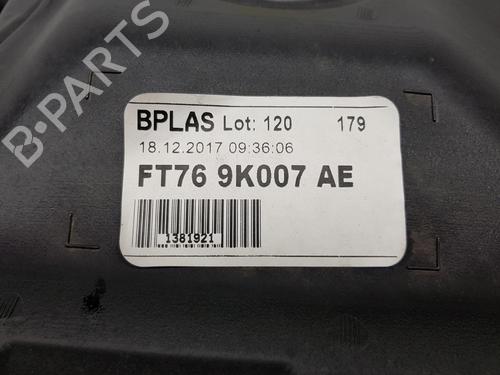 BPLAS Lot: 120 179
18.12.2017 09:36:06
FT76 9K007 AE
1381921
B-PARTS